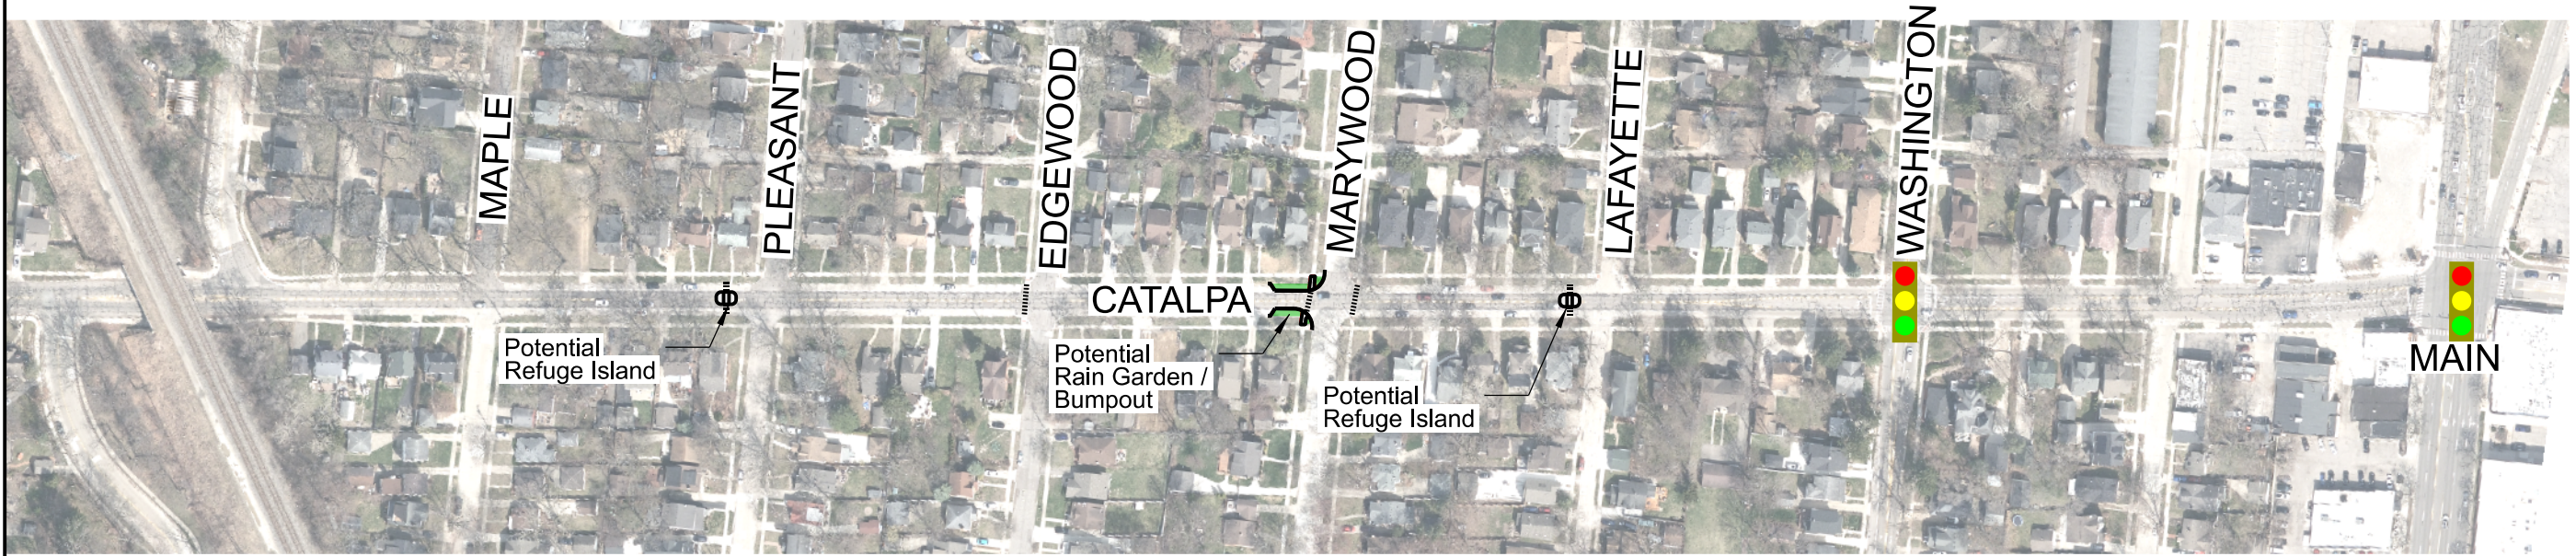 MAPLE
PLEASANT
EDGEWOOD
MARYWOOD
LAFAYETTE
WASHINGTON
CATALPA
MAIN
Potential
Refuge Island
Potential
Rain Garden /
Bumpout
Potential
Refuge Island